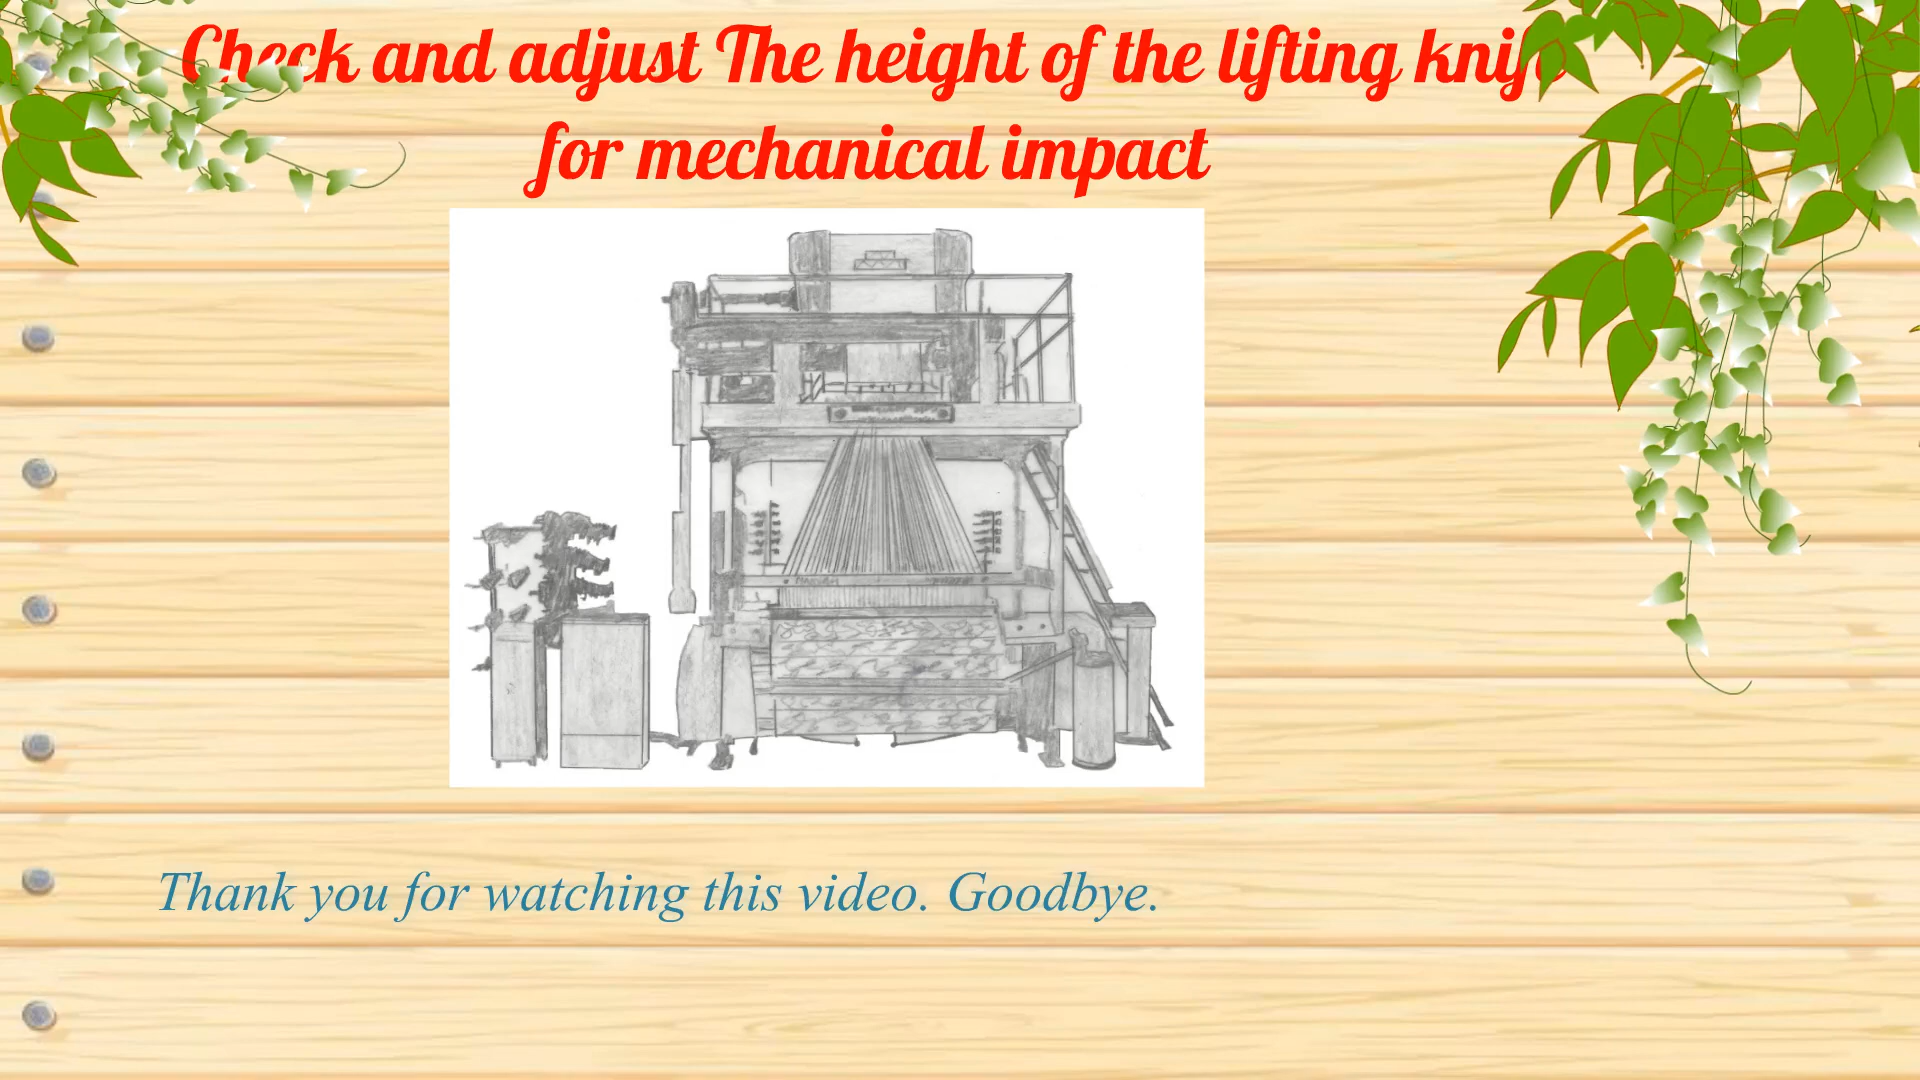 Check and adjust The height of the lifting knife
for mechanical impact
Thank you for watching this video. Goodbye.